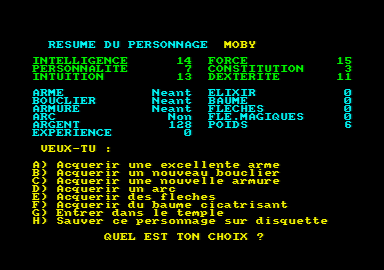 RESUME DU PERSONNAGE MOBY
INTELLIGENCE 14 FORCE 15
PERSONNALITE 7 CONSTITUTION 3
INTUITION 13 DEXTERITE 11
ARME Neant ELIXIR 0
BOUCLIER Neant BAUME 0
ARMURE Neant FLECHES 0
ARC Non FLE.MAGIQUES 0
ARGENT 128 POIDS 6
EXPERIENCE 0
VEUX-TU :
A) Acquerir une excellente arme
B) Acquerir un nouveau bouclier
C) Acquerir une nouvelle armure
D) Acquerir un arc
E) Acquerir des fleches
F) Acquerir du baume cicatrisant
G) Entrer dans le temple
H) Sauver ce personnage sur disquette
QUEL EST TON CHOIX ?